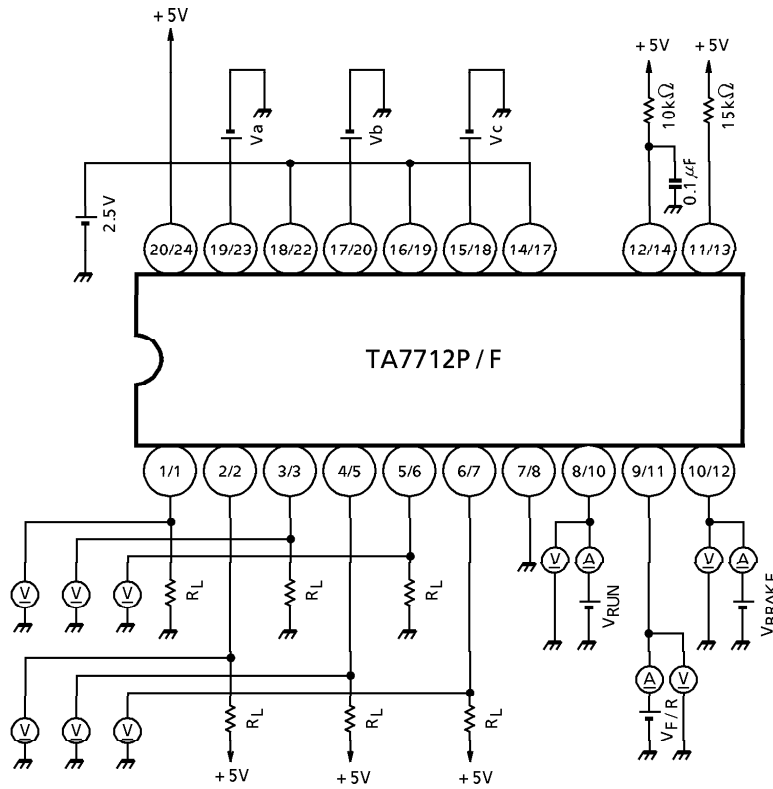 +5V
+5V
+5V
10kΩ
15kΩ
0.1 μF
Va
Vb
Vc
2.5V
20/24
19/23
18/22
17/20
16/19
15/18
14/17
12/14
11/13
TA7712P / F
1/1
2/2
3/3
4/5
5/6
6/7
7/8
8/10
9/11
10/12
V
V
V
RL
RL
RL
V
A
VRUN
V
A
VBRAKE
V
V
V
RL
RL
RL
A
V
VF/R
+5V
+5V
+5V